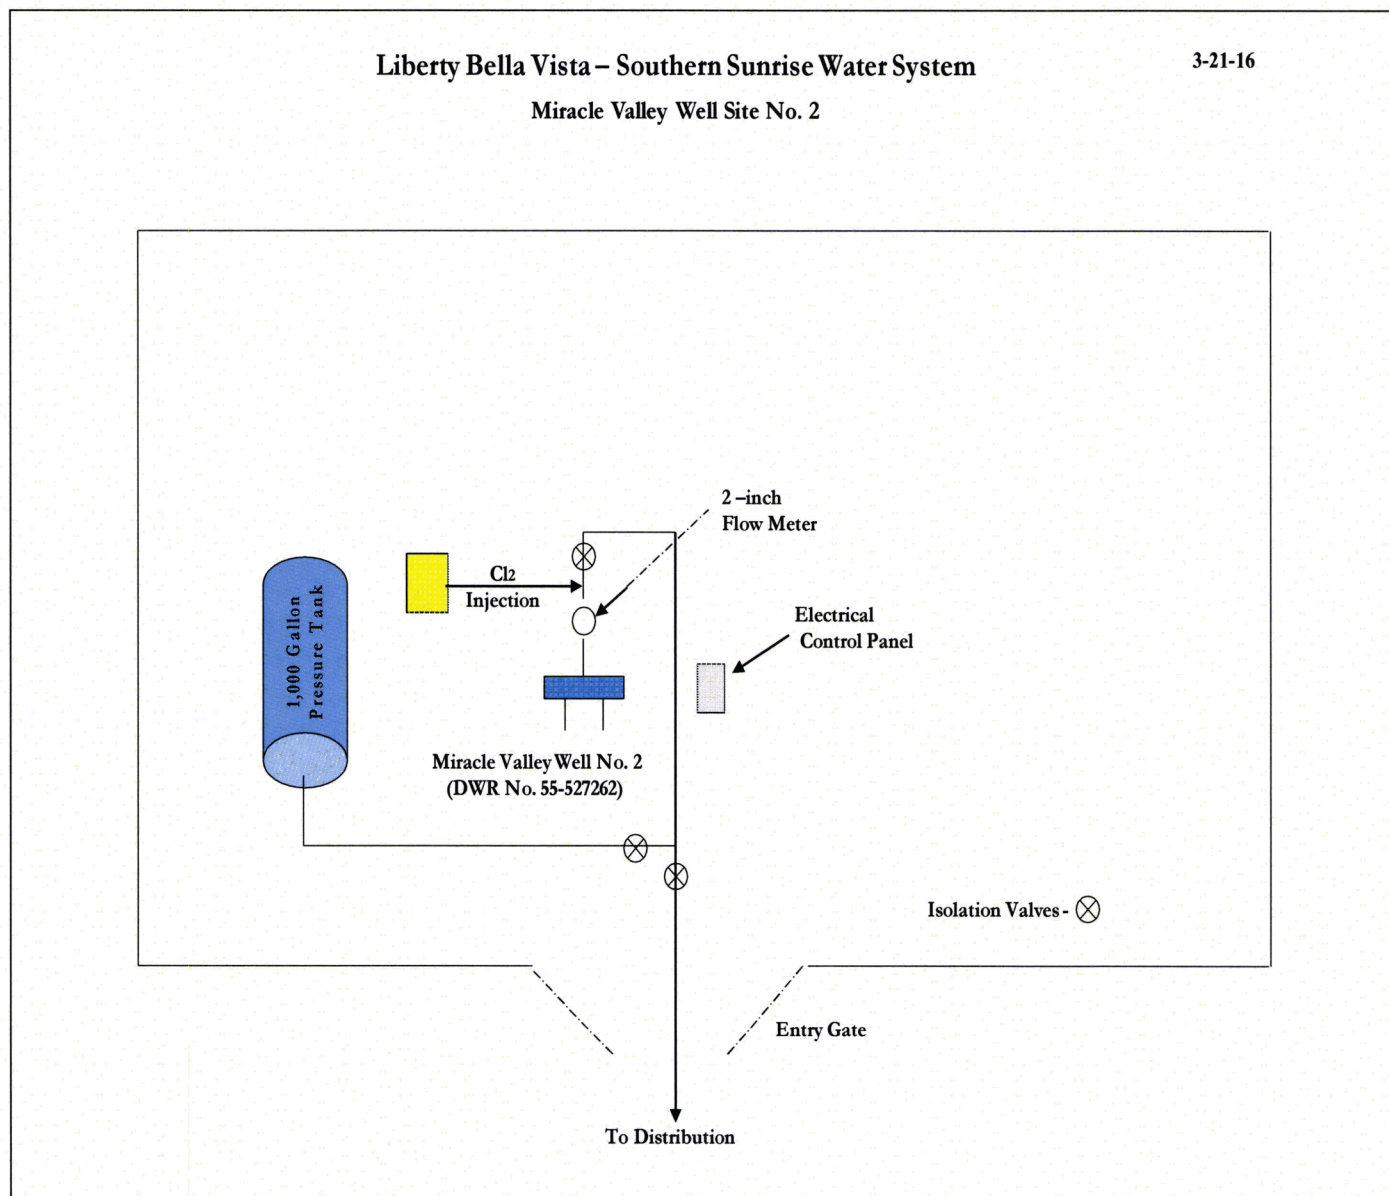 Liberty Bella Vista – Southern Sunrise Water System
3-21-16
Miracle Valley Well Site No. 2
2 –inch
Flow Meter
Cl2
Injection
1,000 Gallon
Pressure Tank
Electrical
Control Panel
Miracle Valley Well No. 2
(DWR No. 55-527262)
Isolation Valves -
Entry Gate
To Distribution